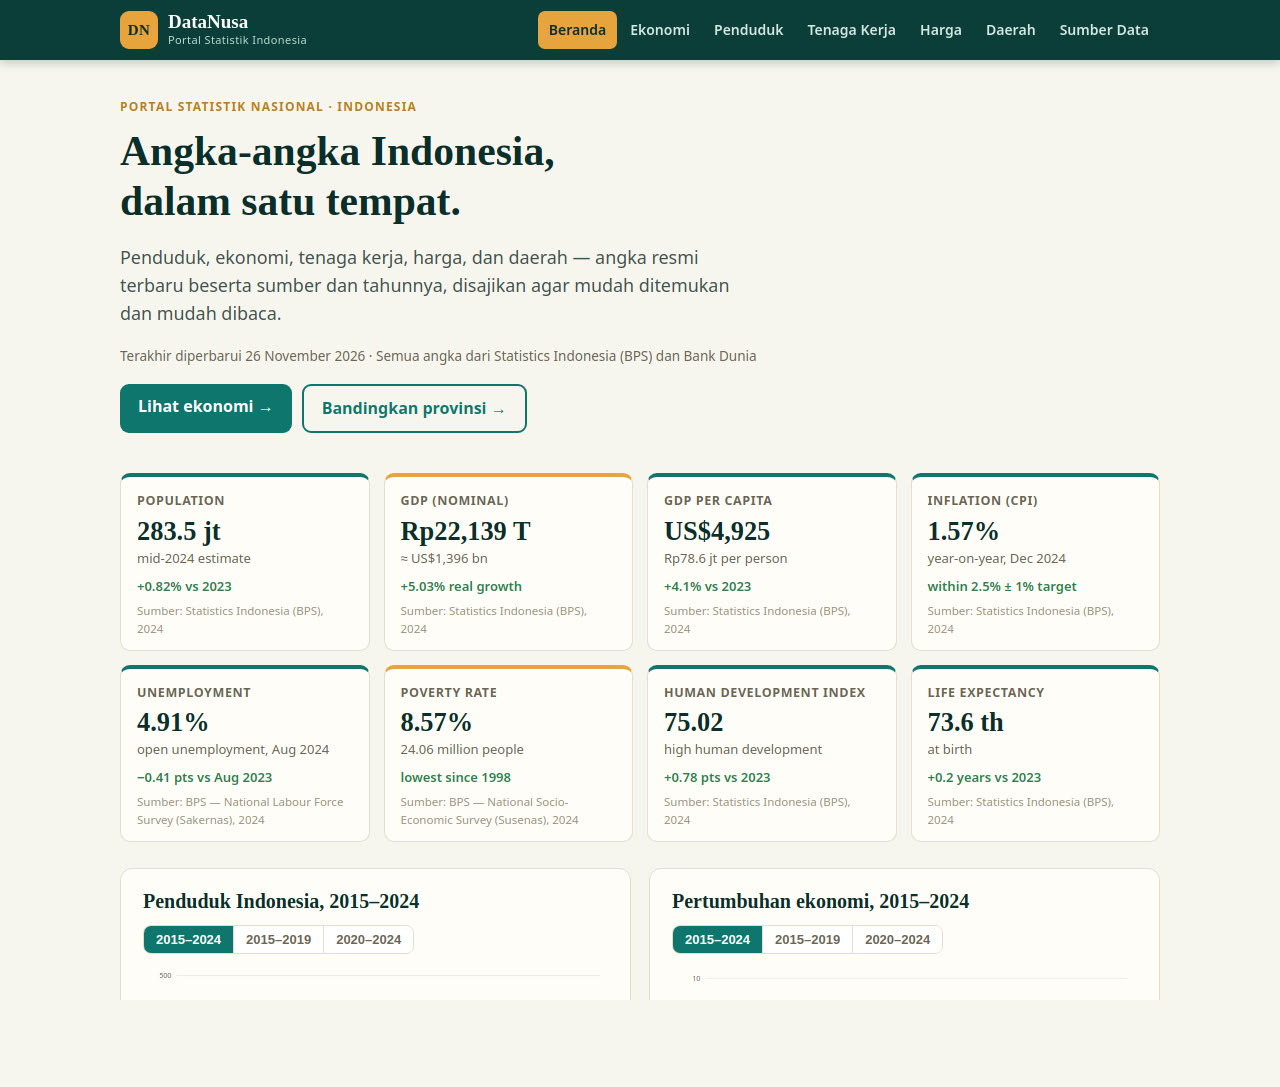 DN
DataNusa
Portal Statistik Indonesia
Beranda
Ekonomi
Penduduk
Tenaga Kerja
Harga
Daerah
Sumber Data
PORTAL STATISTIK NASIONAL · INDONESIA
Angka-angka Indonesia,
dalam satu tempat.
Penduduk, ekonomi, tenaga kerja, harga, dan daerah — angka resmi
terbaru beserta sumber dan tahunnya, disajikan agar mudah ditemukan
dan mudah dibaca.
Terakhir diperbarui 26 November 2026 · Semua angka dari Statistics Indonesia (BPS) dan Bank Dunia
Lihat ekonomi →
Bandingkan provinsi →
POPULATION
283.5 jt
mid-2024 estimate
+0.82% vs 2023
Sumber: Statistics Indonesia (BPS),
2024
GDP (NOMINAL)
Rp22,139 T
≈ US$1,396 bn
+5.03% real growth
Sumber: Statistics Indonesia (BPS),
2024
GDP PER CAPITA
US$4,925
Rp78.6 jt per person
+4.1% vs 2023
Sumber: Statistics Indonesia (BPS),
2024
INFLATION (CPI)
1.57%
year-on-year, Dec 2024
within 2.5% ± 1% target
Sumber: Statistics Indonesia (BPS),
2024
UNEMPLOYMENT
4.91%
open unemployment, Aug 2024
−0.41 pts vs Aug 2023
Sumber: BPS — National Labour Force
Survey (Sakernas), 2024
POVERTY RATE
8.57%
24.06 million people
lowest since 1998
Sumber: BPS — National Socio-
Economic Survey (Susenas), 2024
HUMAN DEVELOPMENT INDEX
75.02
high human development
+0.78 pts vs 2023
Sumber: Statistics Indonesia (BPS),
2024
LIFE EXPECTANCY
73.6 th
at birth
+0.2 years vs 2023
Sumber: Statistics Indonesia (BPS),
2024
Penduduk Indonesia, 2015–2024
2015–2024
2015–2019
2020–2024
500
Pertumbuhan ekonomi, 2015–2024
2015–2024
2015–2019
2020–2024
10